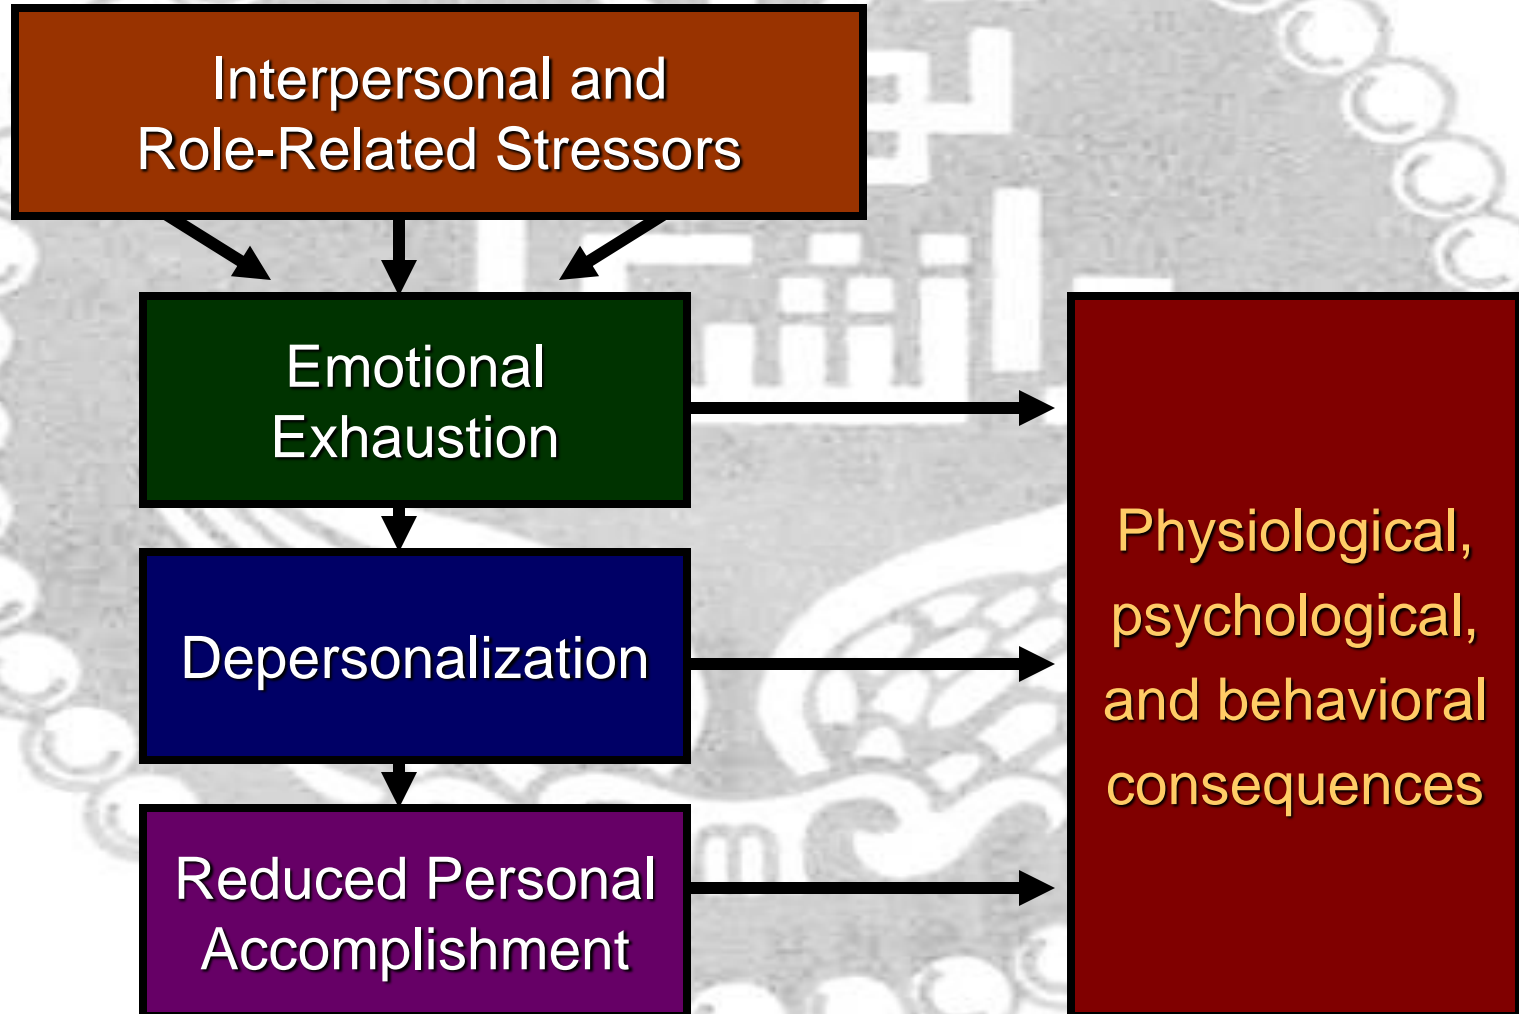 Interpersonal and
Role-Related Stressors
Emotional
Exhaustion
Depersonalization
Reduced Personal
Accomplishment
Physiological,
psychological,
and behavioral
consequences